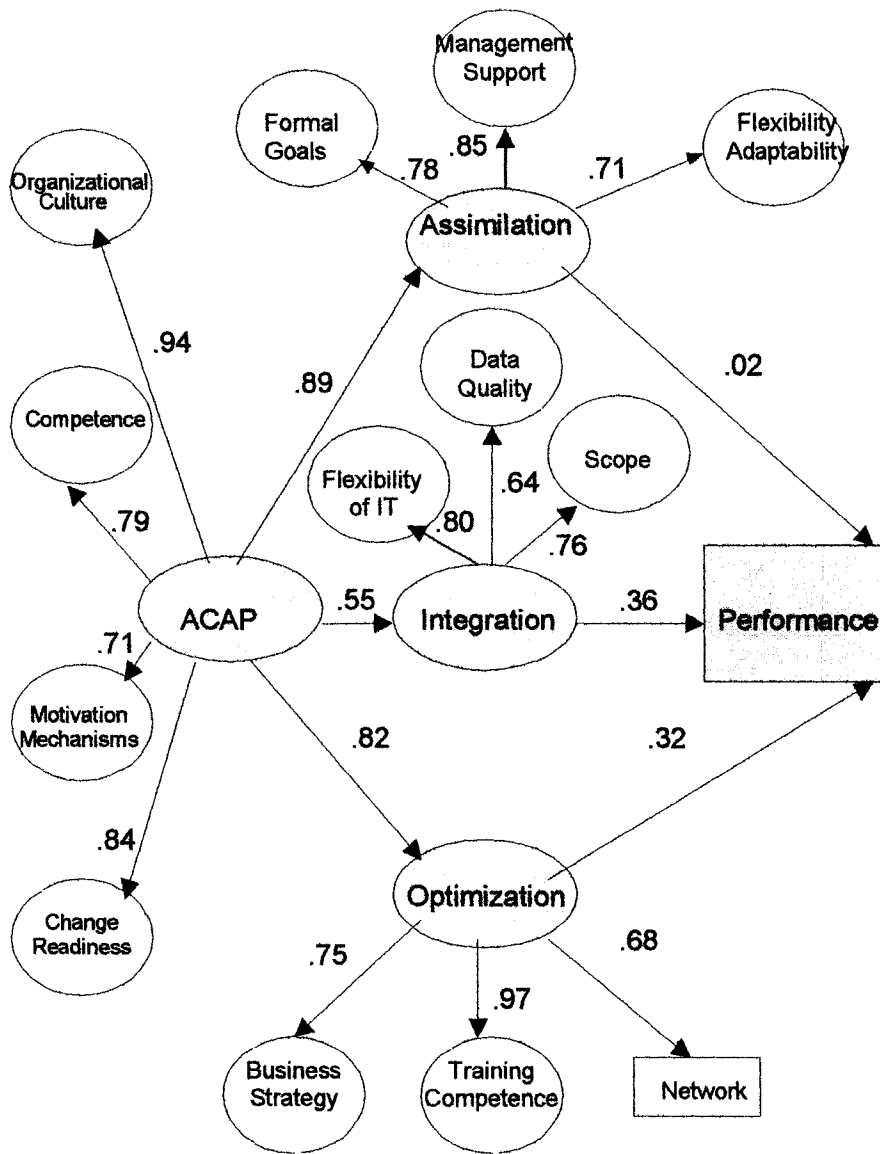 Management
Support
Formal
Goals
.85
Flexibility
Adaptability
.78
.71
Organizational
Culture
Assimilation
.94
.89
Data
Quality
.02
Competence
Flexibility
of IT
Scope
.64
.79
.80
.76
ACAP
.55
Integration
.36
Performance
.71
Motivation
Mechanisms
.82
.32
.84
Change
Readiness
Optimization
.75
.68
.97
Business
Strategy
Training
Competence
Network